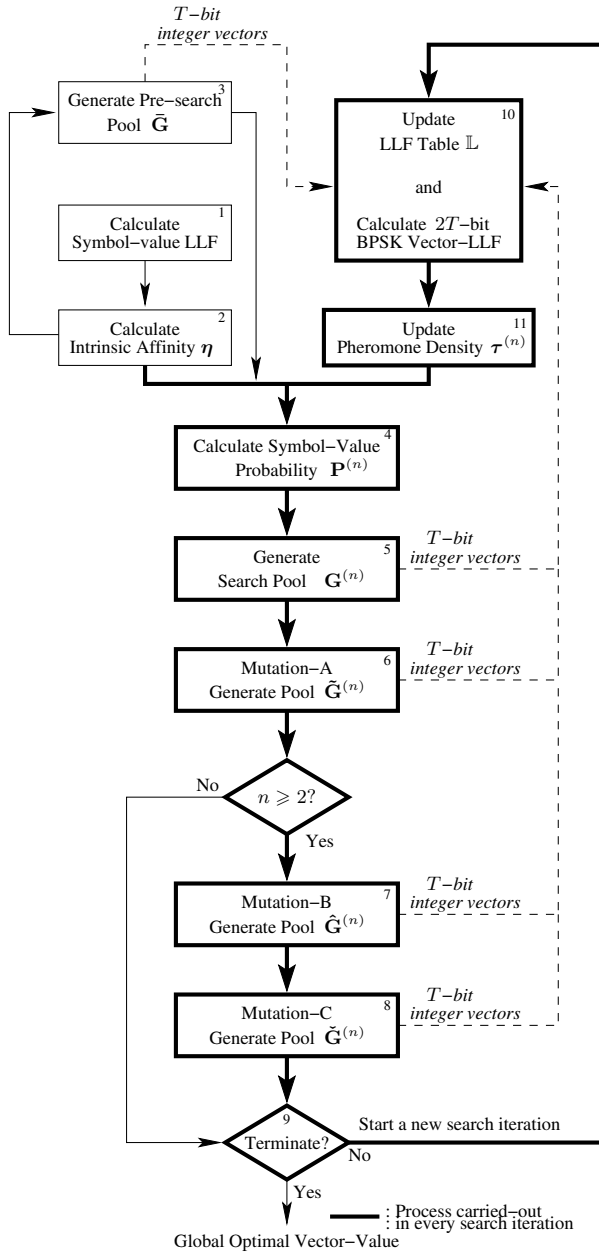 T−bit
integer vectors
3
Generate Pre−search
Pool Ḡ
1
Calculate
Symbol−value LLF
2
Calculate
Intrinsic Affinity η
10
Update
LLF Table 𝕃
and
Calculate 2T−bit
BPSK Vector−LLF
11
Update
Pheromone Density τ⁽ⁿ⁾
4
Calculate Symbol−Value
Probability P⁽ⁿ⁾
5
Generate
Search Pool G⁽ⁿ⁾
T−bit
integer vectors
6
Mutation−A
Generate Pool G̃⁽ⁿ⁾
T−bit
integer vectors
No
n ⩾ 2?
Yes
7
Mutation−B
Generate Pool Ĝ⁽ⁿ⁾
T−bit
integer vectors
8
Mutation−C
Generate Pool Ǧ⁽ⁿ⁾
T−bit
integer vectors
9
Terminate?
Start a new search iteration
No
Yes
: Process carried−out
: in every search iteration
Global Optimal Vector−Value